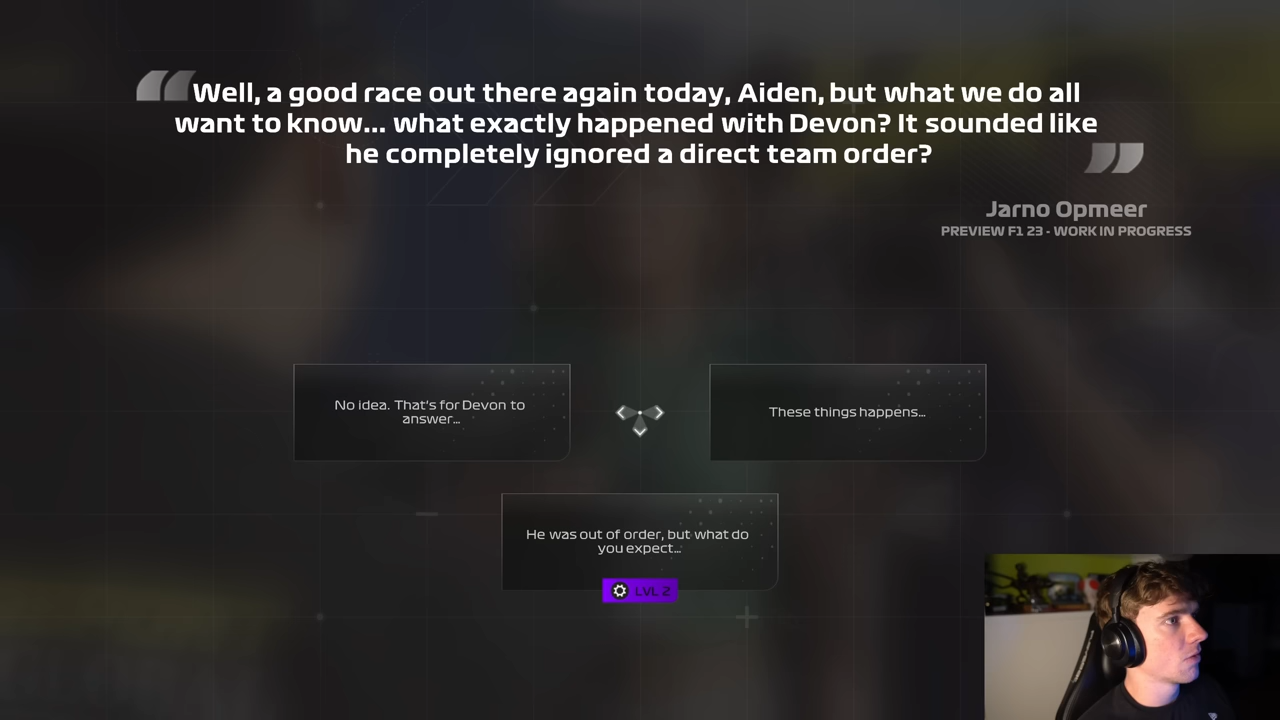 Well, a good race out there again today, Aiden, but what we do all
want to know... what exactly happened with Devon? It sounded like
he completely ignored a direct team order?
Jarno Opmeer
PREVIEW F1 23 - WORK IN PROGRESS
No idea. That's for Devon to
answer...
These things happens...
He was out of order, but what do
you expect...
LVL 2